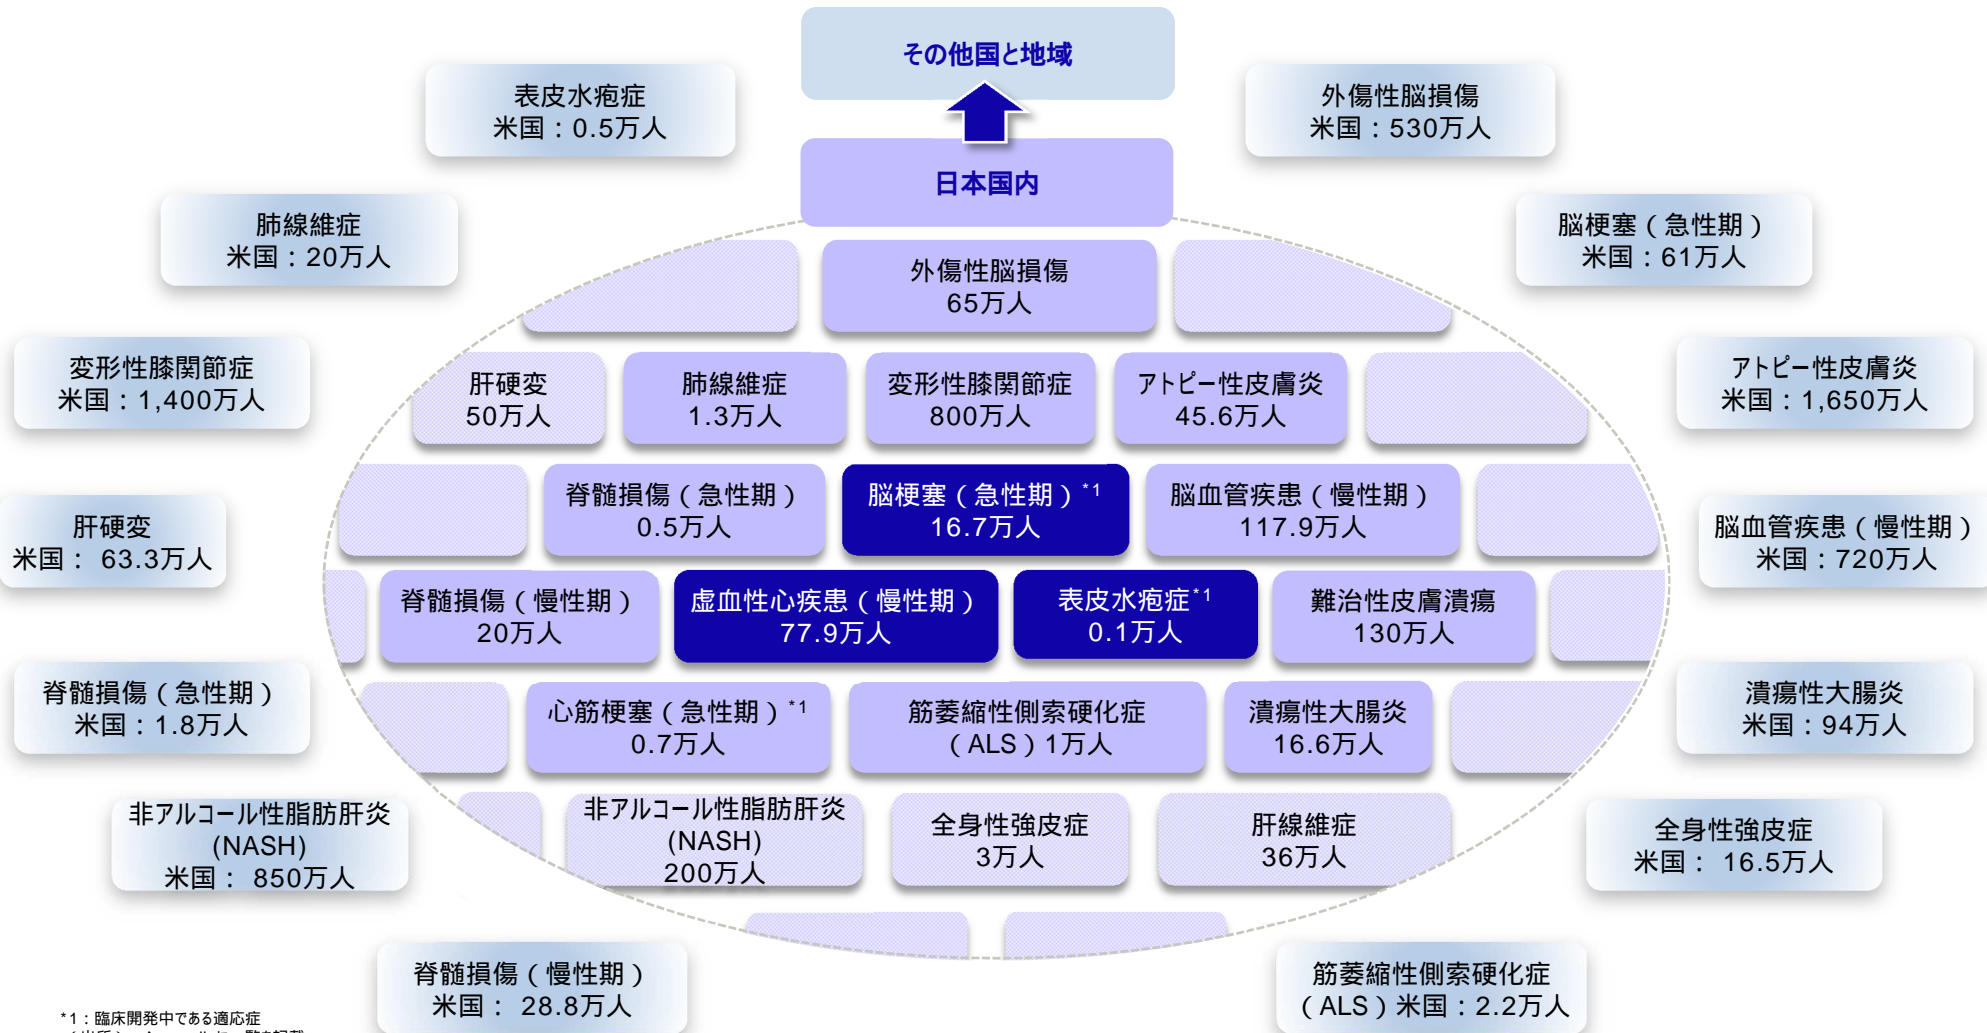 その他国と地域
日本国内
表皮水疱症
米国：0.5万人
外傷性脳損傷
米国：530万人
肺線維症
米国：20万人
脳梗塞（急性期）
米国：61万人
変形性膝関節症
米国：1,400万人
アトピー性皮膚炎
米国：1,650万人
肝硬変
米国： 63.3万人
脳血管疾患（慢性期）
米国：720万人
脊髄損傷（急性期）
米国：1.8万人
潰瘍性大腸炎
米国：94万人
非アルコール性脂肪肝炎
(NASH)
米国： 850万人
全身性強皮症
米国： 16.5万人
脊髄損傷（慢性期）
米国： 28.8万人
筋萎縮性側索硬化症
（ALS）米国：2.2万人
外傷性脳損傷
65万人
肝硬変
50万人
肺線維症
1.3万人
変形性膝関節症
800万人
アトピー性皮膚炎
45.6万人
脊髄損傷（急性期）
0.5万人
脳梗塞（急性期）*1
16.7万人
脳血管疾患（慢性期）
117.9万人
脊髄損傷（慢性期）
20万人
虚血性心疾患（慢性期）
77.9万人
表皮水疱症*1
0.1万人
難治性皮膚潰瘍
130万人
心筋梗塞（急性期）*1
0.7万人
筋萎縮性側索硬化症
（ALS）1万人
潰瘍性大腸炎
16.6万人
非アルコール性脂肪肝炎
(NASH)
200万人
全身性強皮症
3万人
肝線維症
36万人
*1：臨床開発中である適応症